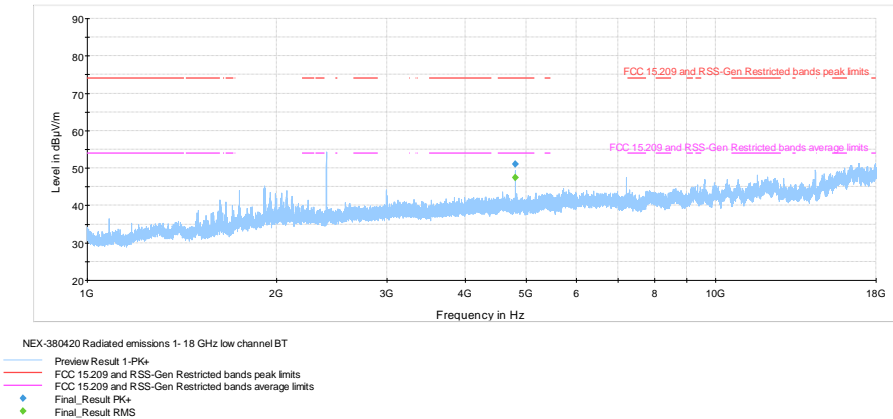 90
80
70
60
50
40
30
20
Level in dBµV/m
FCC 15.209 and RSS-Gen Restricted bands peak limits
FCC 15.209 and RSS-Gen Restricted bands average limits
1G 2G 3G 4G 5G 6 8 10G 18G
Frequency in Hz
NEX-380420 Radiated emissions 1- 18 GHz low channel BT
Preview Result 1-PK+
FCC 15.209 and RSS-Gen Restricted bands peak limits
FCC 15.209 and RSS-Gen Restricted bands average limits
Final_Result PK+
Final_Result RMS